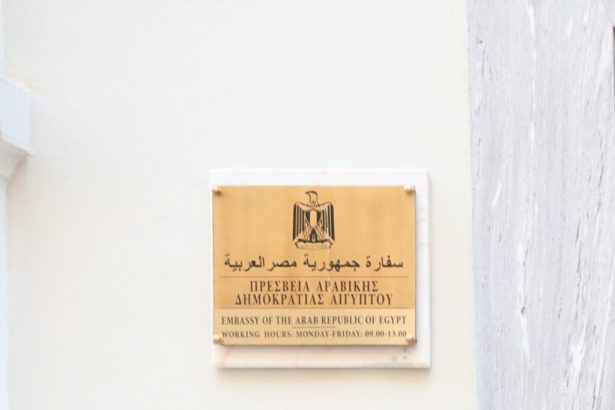 سفارة جمهورية مصر العربية
ΠΡΕΣΒΕΙΑ ΑΡΑΒΙΚΗΣ
ΔΗΜΟΚΡΑΤΙΑΣ ΑΙΓΥΠΤΟΥ
EMBASSY OF THE ARAB REPUBLIC OF EGYPT
WORKING HOURS: MONDAY-FRIDAY: 09.00-15.00